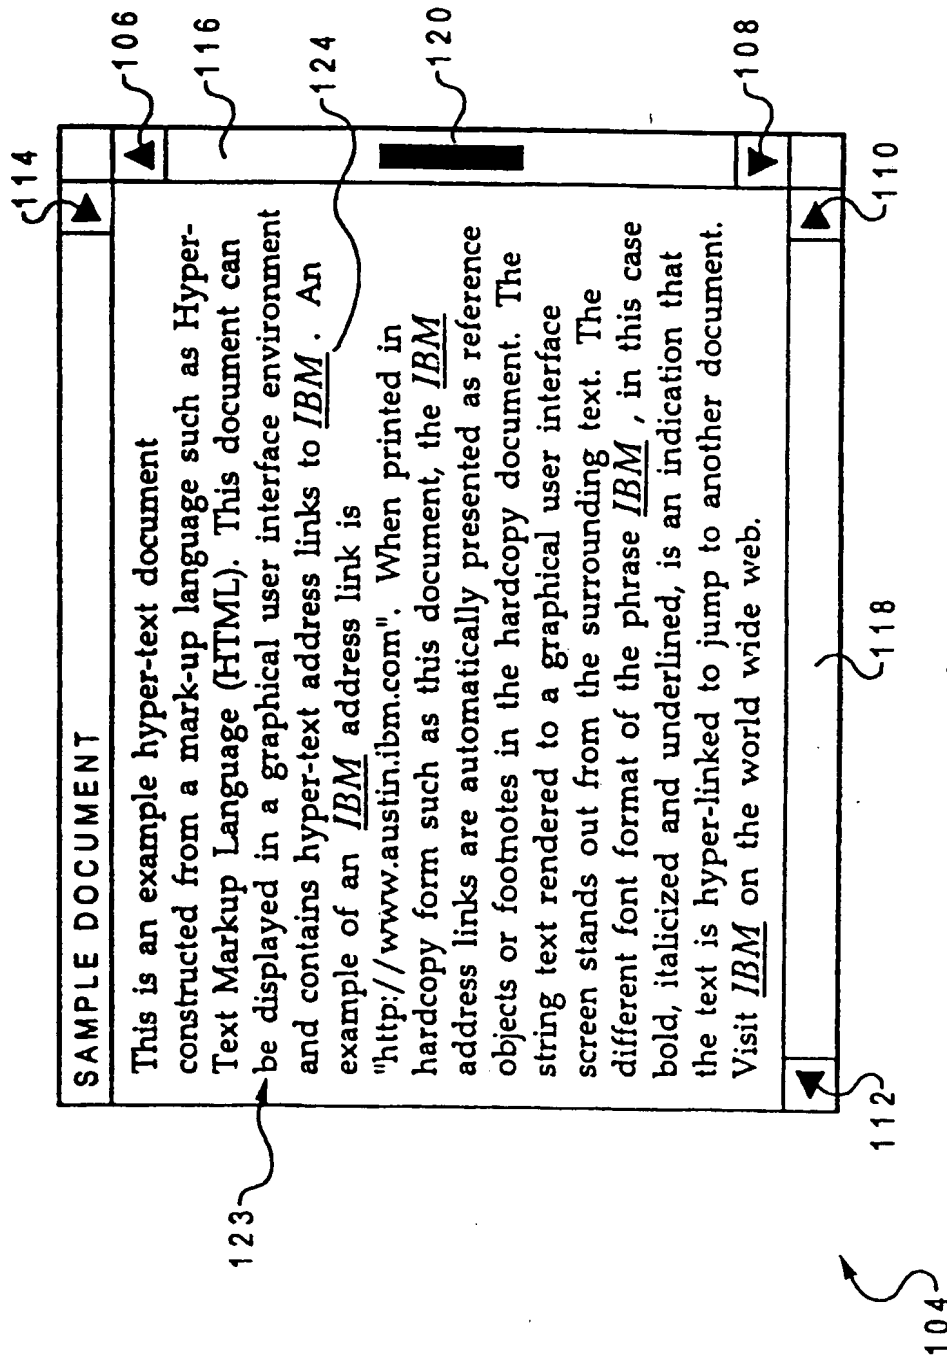 SAMPLE DOCUMENT
This is an example hyper-text document
constructed from a mark-up language such as Hyper-
Text Markup Language (HTML). This document can
be displayed in a graphical user interface environment
and contains hyper-text address links to IBM . An
example of an IBM address link is
"http://www.austin.ibm.com". When printed in
hardcopy form such as this document, the IBM
address links are automatically presented as reference
objects or footnotes in the hardcopy document. The
string text rendered to a graphical user interface
screen stands out from the surrounding text. The
different font format of the phrase IBM , in this case
bold, italicized and underlined, is an indication that
the text is hyper-linked to jump to another document.
Visit IBM on the world wide web.
114
106
116
124
120
108
110
118
112
123
104